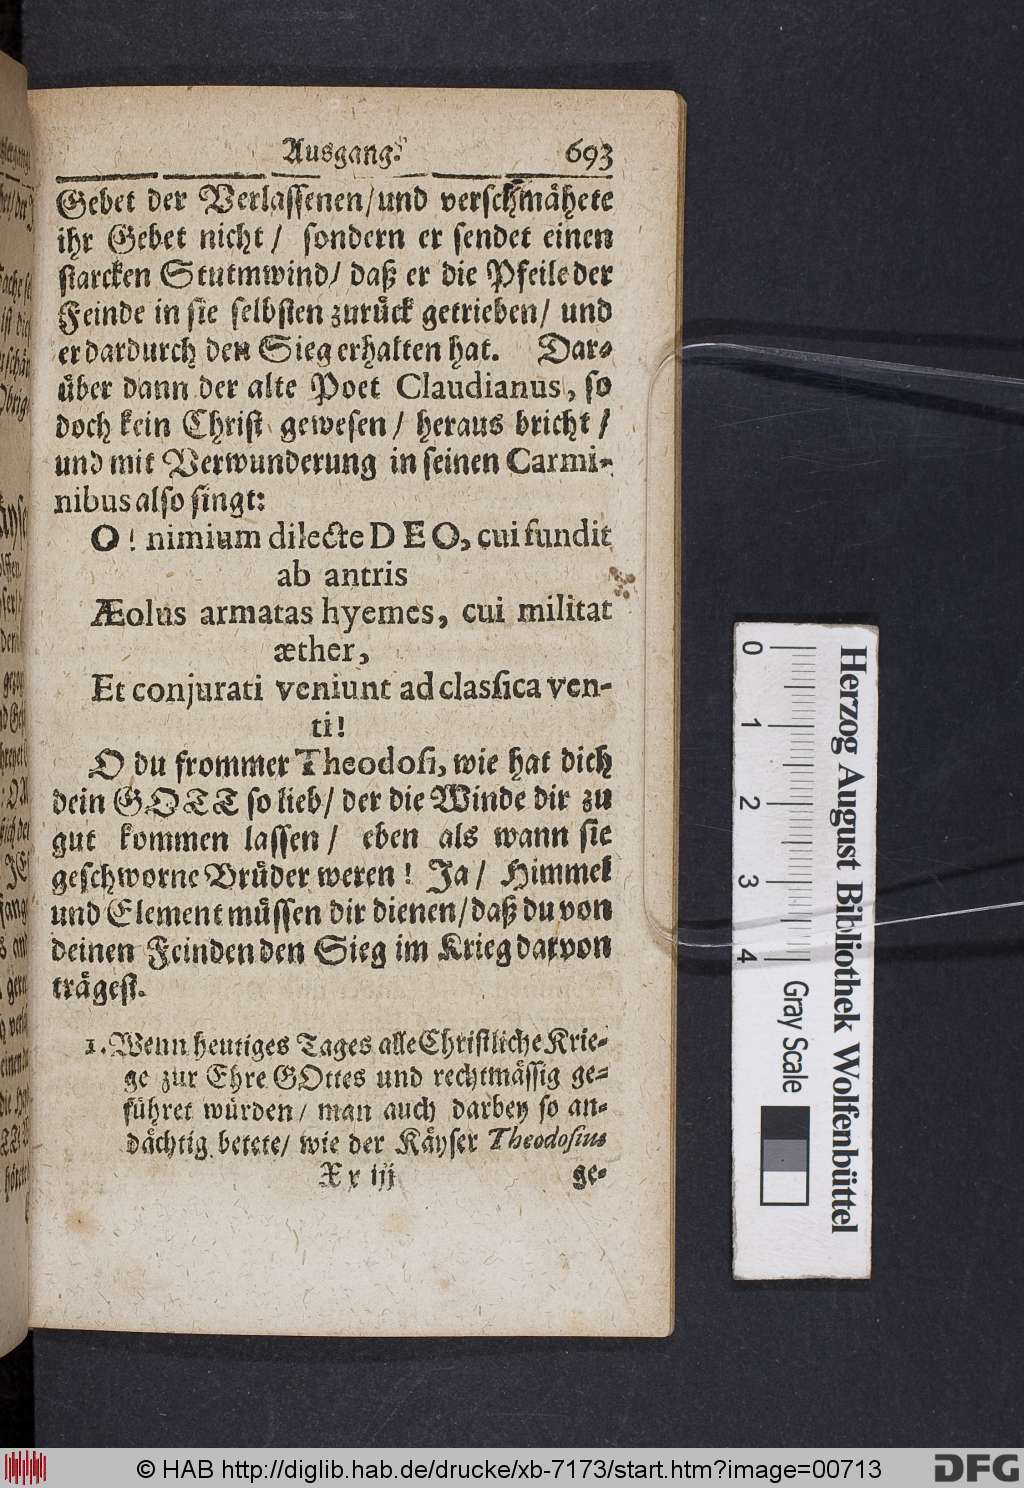 Ausgang. 693
Gebet der Verlassenen/und verschmähete
ihr Gebet nicht/ sondern er sendet einen
starcken Stutmwind/ daß er die Pfeile der
Feinde in sie selbsten zurück getrieben/ und
er dardurch den Sieg erhalten hat. Dar-
über dann der alte Poet Claudianus, so
doch kein Christ gewesen/ heraus bricht/
und mit Verwunderung in seinen Carmi-
nibus also singt:
O! nimium dilecte DEO, cui fundit
ab antris
Æolus armatas hyemes, cui militat
æther,
Et conjurati veniunt ad classica ven-
ti!
O du frommer Theodosi, wie hat dich
dein GOTT so lieb/ der die Winde dir zu
gut kommen lassen/ eben als wann sie
geschworne Brüder weren! Ja/ Himmel
und Element müssen dir dienen/daß du von
deinen Feinden den Sieg im Krieg darvon
trägest.
1. Wenn heutiges Tages alle Christliche Krie-
ge zur Ehre GOttes und rechtmässig ge-
führet würden/ man auch darbey so an-
dächtig betete/ wie der Käyser Theodosius
Xx iij ge-
Herzog August Bibliothek Wolfenbüttel
0 1 2 3 4 Gray Scale
© HAB http://diglib.hab.de/drucke/xb-7173/start.htm?image=00713
DFG